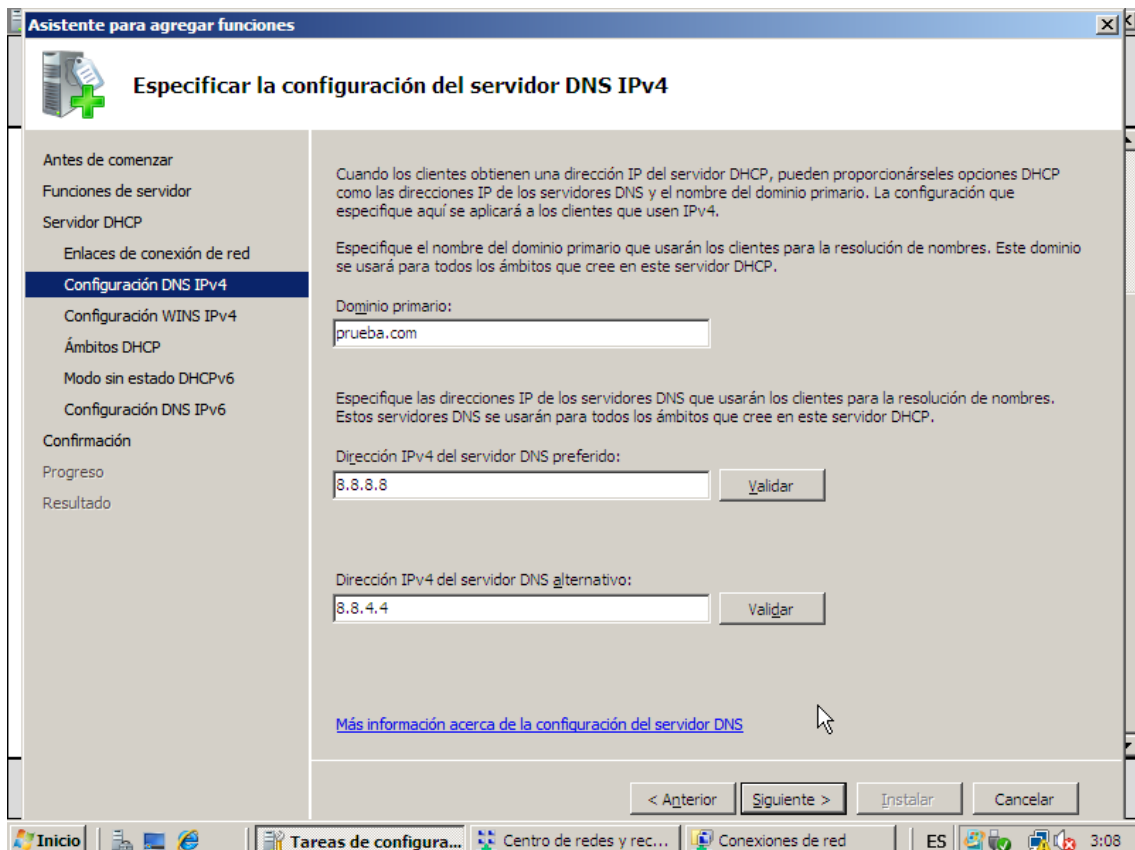 Asistente para agregar funciones
Especificar la configuración del servidor DNS IPv4
Antes de comenzar
Funciones de servidor
Servidor DHCP
Enlaces de conexión de red
Configuración DNS IPv4
Configuración WINS IPv4
Ámbitos DHCP
Modo sin estado DHCPv6
Configuración DNS IPv6
Confirmación
Progreso
Resultado
Cuando los clientes obtienen una dirección IP del servidor DHCP, pueden proporcionárseles opciones DHCP
como las direcciones IP de los servidores DNS y el nombre del dominio primario. La configuración que
especifique aquí se aplicará a los clientes que usen IPv4.
Especifique el nombre del dominio primario que usarán los clientes para la resolución de nombres. Este dominio
se usará para todos los ámbitos que cree en este servidor DHCP.
Dominio primario:
prueba.com
Especifique las direcciones IP de los servidores DNS que usarán los clientes para la resolución de nombres.
Estos servidores DNS se usarán para todos los ámbitos que cree en este servidor DHCP.
Dirección IPv4 del servidor DNS preferido:
8.8.8.8 Validar
Dirección IPv4 del servidor DNS alternativo:
8.8.4.4 Validar
Más información acerca de la configuración del servidor DNS
< Anterior Siguiente > Instalar Cancelar
Inicio Tareas de configura... Centro de redes y rec... Conexiones de red ES 3:08